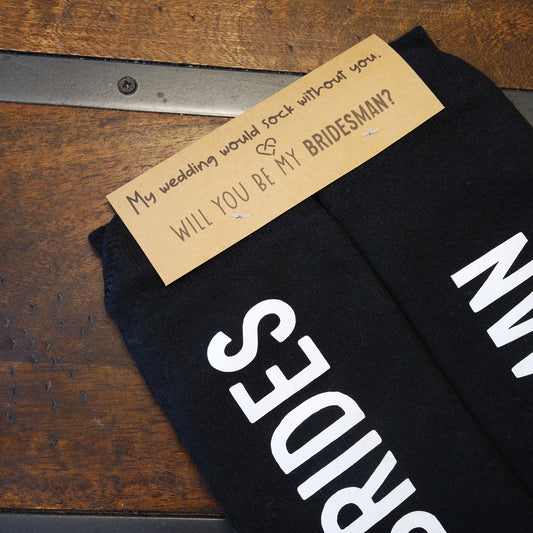 My wedding would sock without you.
WILL YOU BE MY BRIDESMAN?
BRIDES
MAN